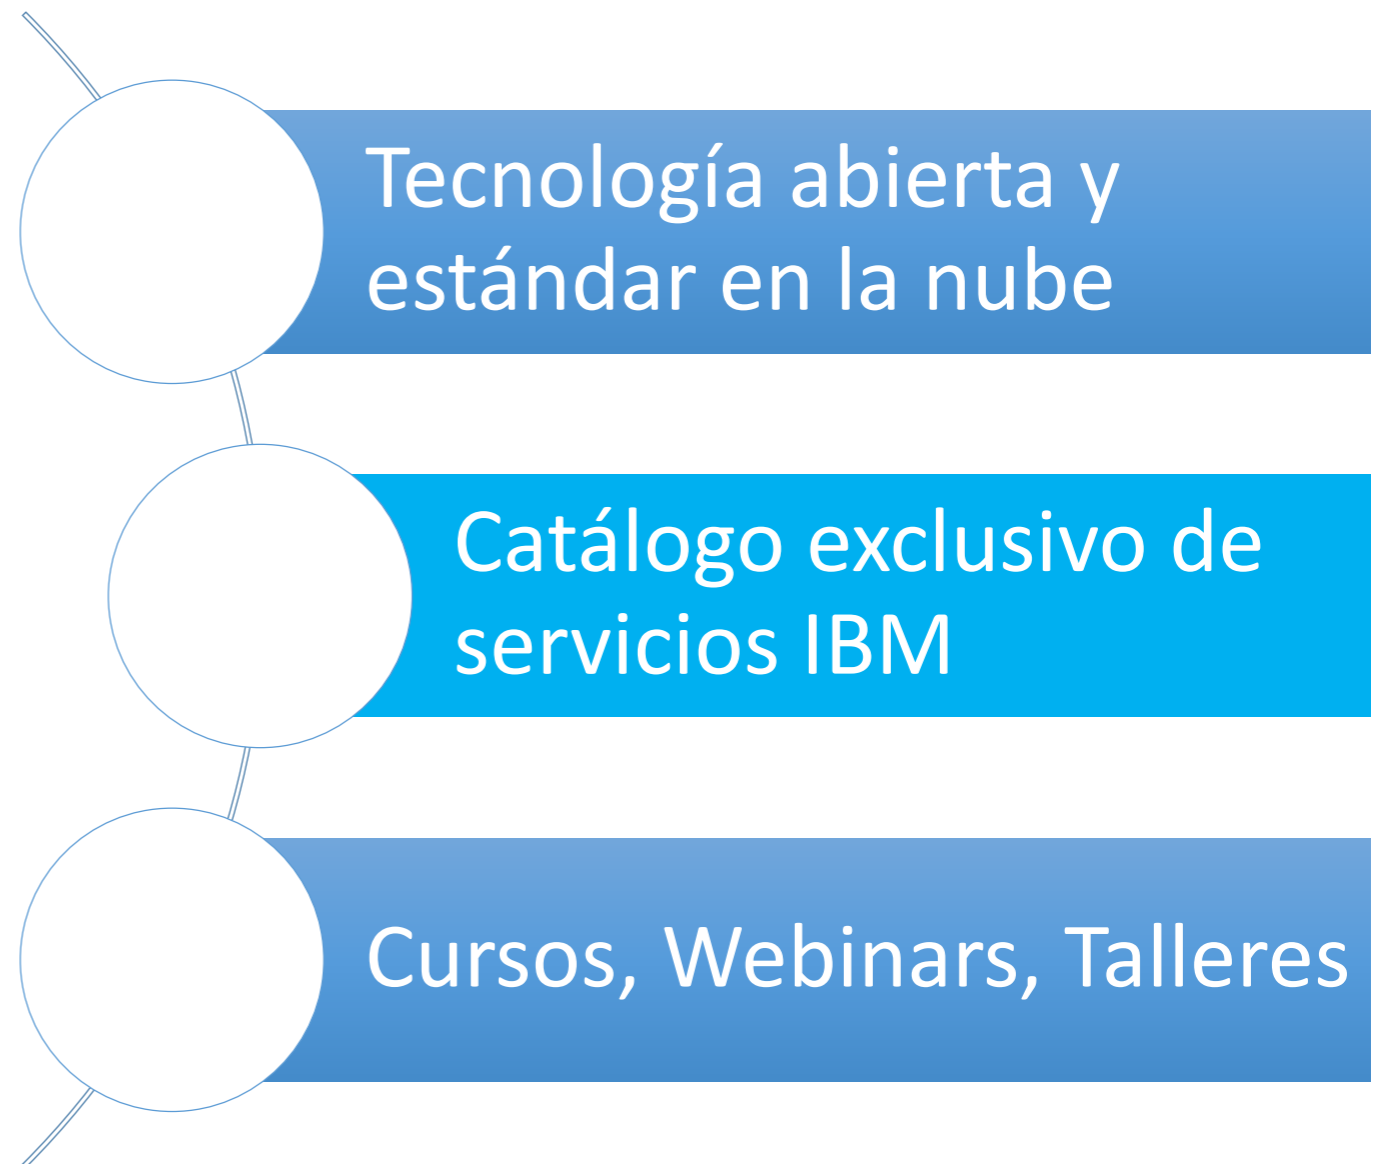 Tecnología abierta y
estándar en la nube
Catálogo exclusivo de
servicios IBM
Cursos, Webinars, Talleres